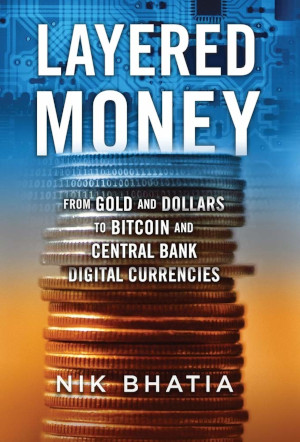 LAYERED
MONEY
FROM GOLD AND DOLLARS
TO BITCOIN AND
CENTRAL BANK
DIGITAL CURRENCIES
NIK BHATIA